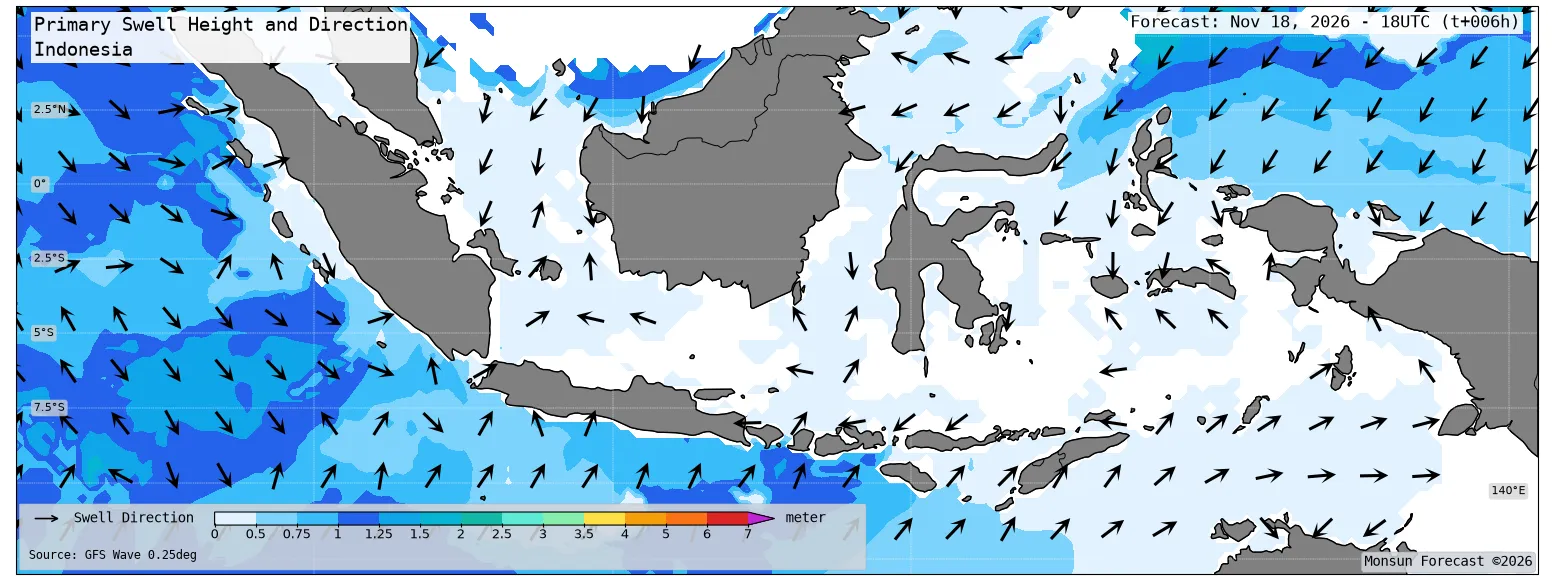 Primary Swell Height and Direction
Indonesia
Forecast: Nov 18, 2026 - 18UTC (t+006h)
2.5°N
0°
2.5°S
5°S
7.5°S
140°E
Swell Direction
0 0.5 0.75 1 1.25 1.5 2 2.5 3 3.5 4 5 6 7
meter
Source: GFS Wave 0.25deg
Monsun Forecast ©2026